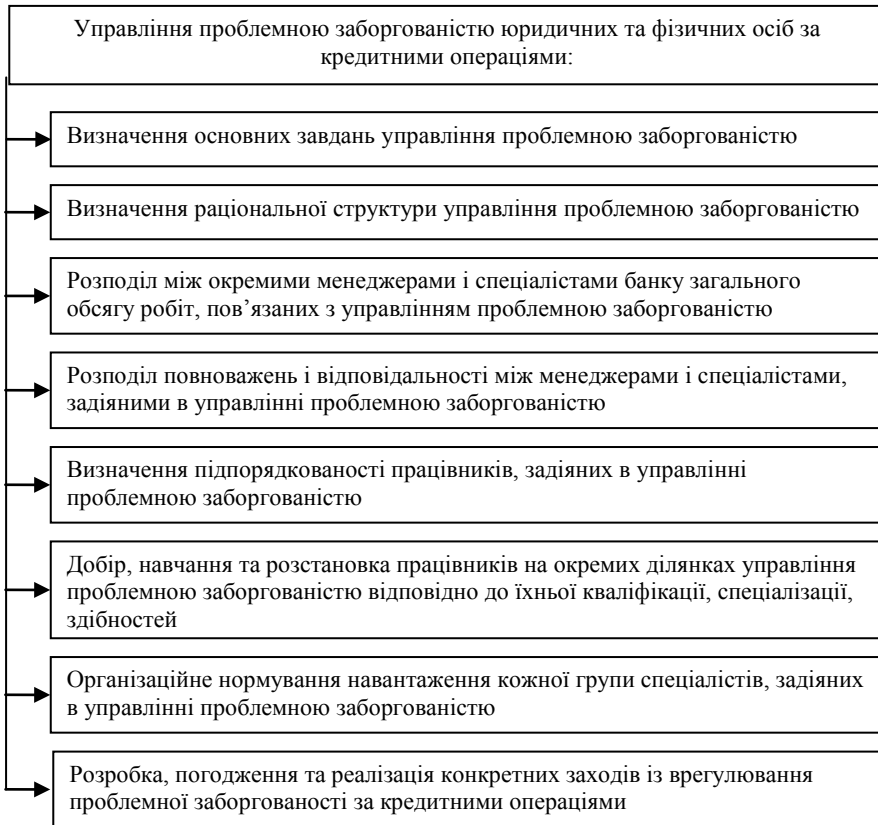 Управління проблемною заборгованістю юридичних та фізичних осіб за
кредитними операціями:
Визначення основних завдань управління проблемною заборгованістю
Визначення раціональної структури управління проблемною заборгованістю
Розподіл між окремими менеджерами і спеціалістами банку загального
обсягу робіт, пов’язаних з управлінням проблемною заборгованістю
Розподіл повноважень і відповідальності між менеджерами і спеціалістами,
задіяними в управлінні проблемною заборгованістю
Визначення підпорядкованості працівників, задіяних в управлінні
проблемною заборгованістю
Добір, навчання та розстановка працівників на окремих ділянках управління
проблемною заборгованістю відповідно до їхньої кваліфікації, спеціалізації,
здібностей
Організаційне нормування навантаження кожної групи спеціалістів, задіяних
в управлінні проблемною заборгованістю
Розробка, погодження та реалізація конкретних заходів із врегулювання
проблемної заборгованості за кредитними операціями